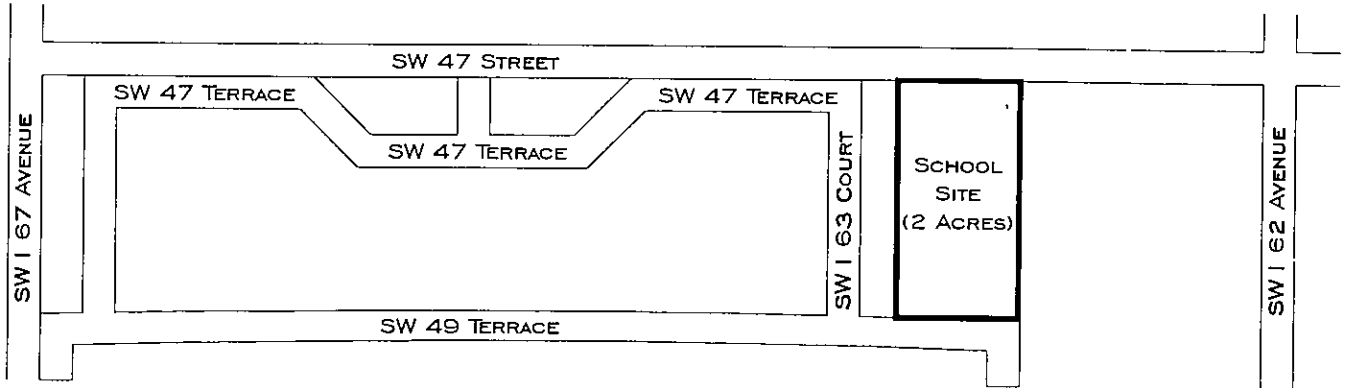 SW 47 STREET
SW 47 TERRACE
SW 47 TERRACE
SW 47 TERRACE
SW 167 AVENUE
SW 163 COURT
SCHOOL
SITE
(2 ACRES)
SW 162 AVENUE
SW 49 TERRACE